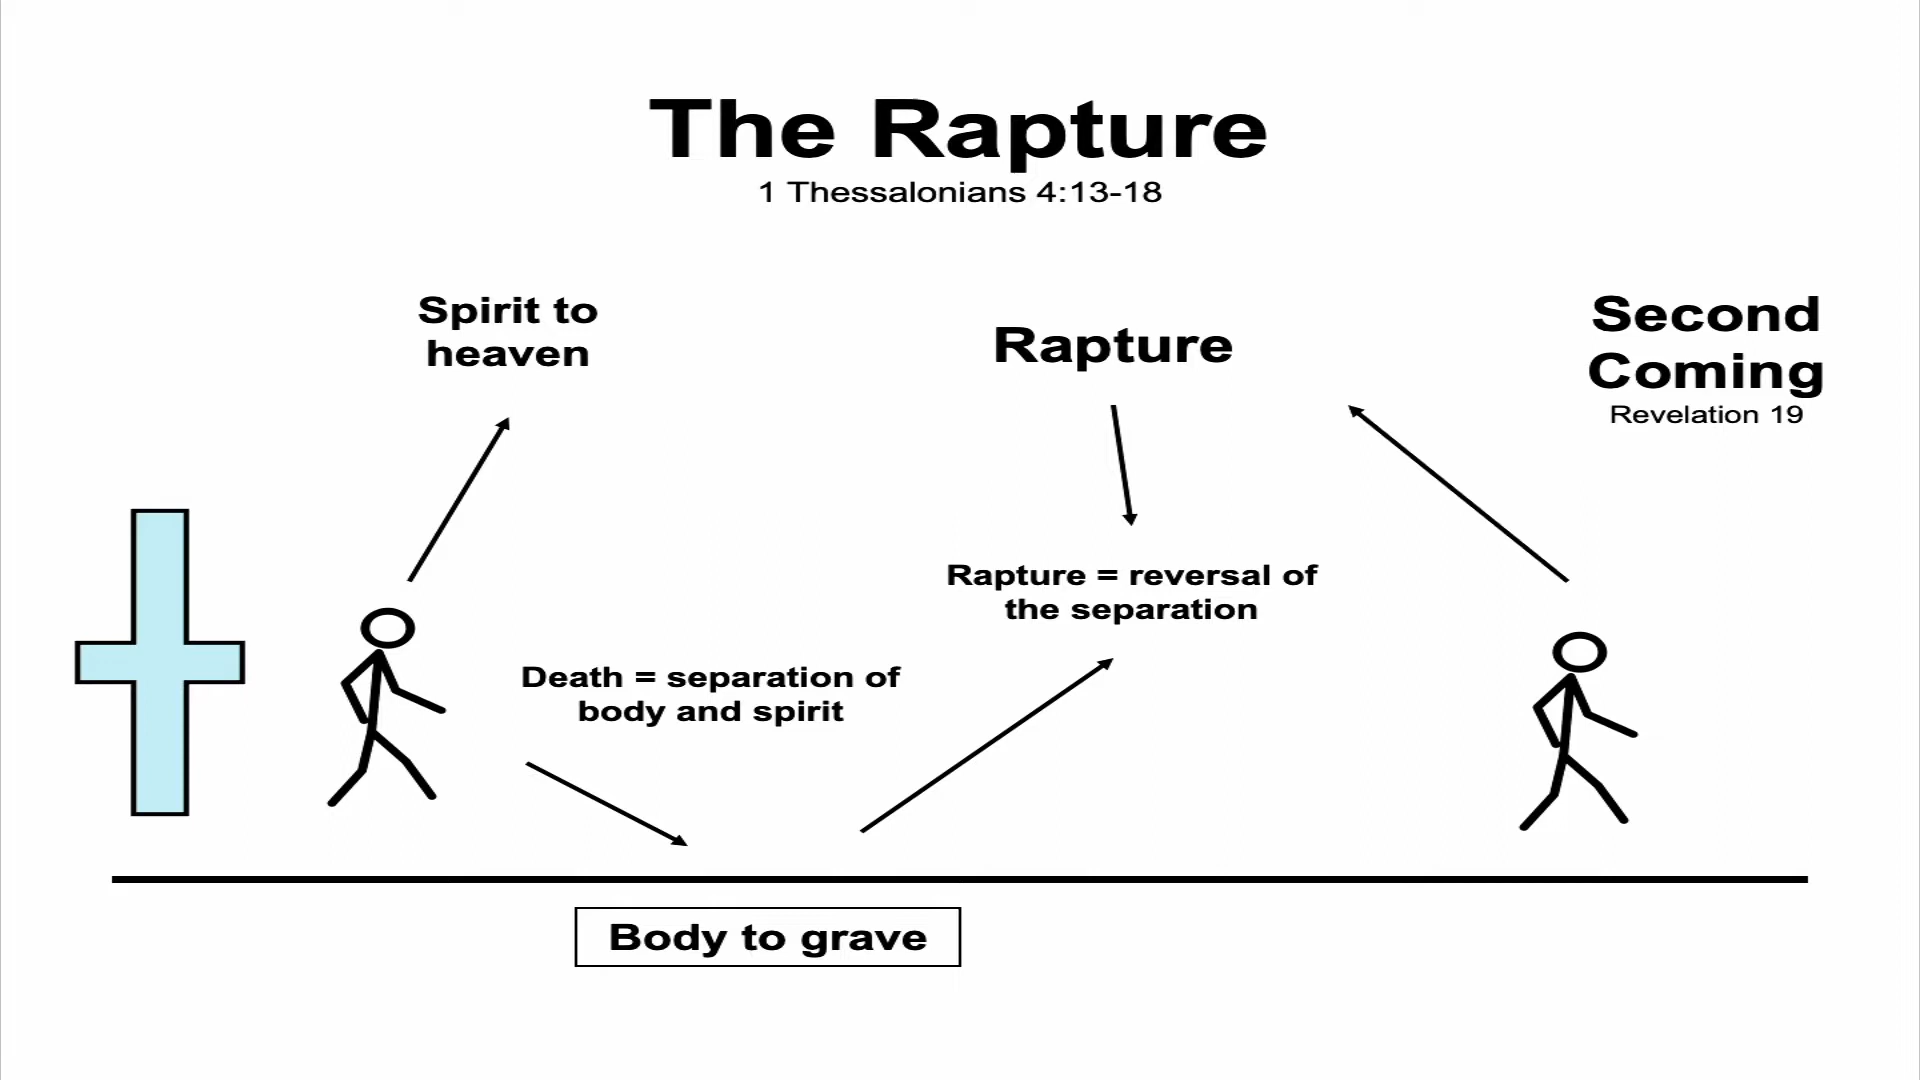 The Rapture
1 Thessalonians 4:13-18
Spirit to
heaven
Rapture
Second
Coming
Revelation 19
Rapture = reversal of
the separation
Death = separation of
body and spirit
Body to grave